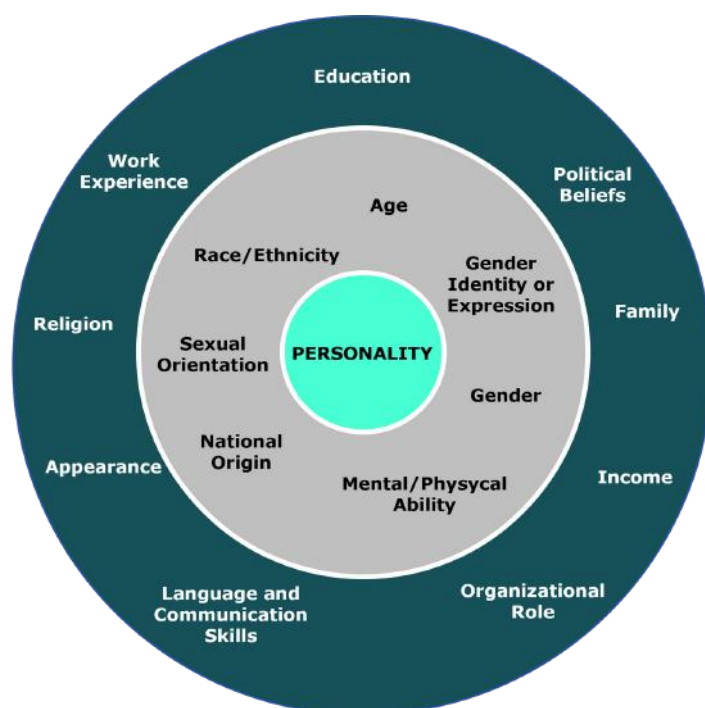 Education
Work
Experience
Political
Beliefs
Age
Race/Ethnicity
Gender
Identity or
Expression
Religion
Family
Sexual
Orientation
PERSONALITY
Gender
National
Origin
Appearance
Mental/Physycal
Ability
Income
Language and
Communication
Skills
Organizational
Role